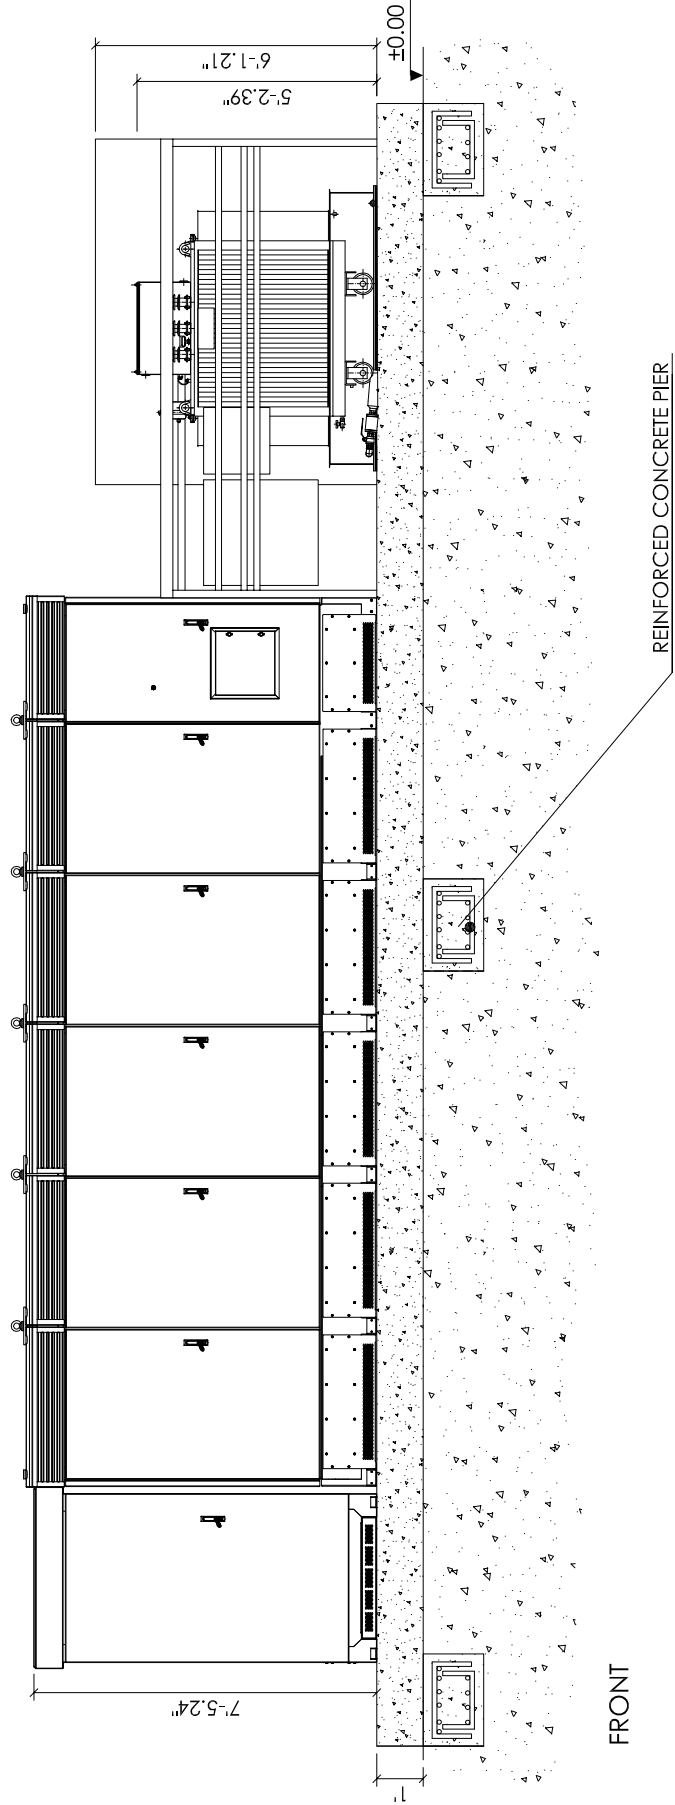 6'-1.21"
5'-2.39"
±0.00
REINFORCED CONCRETE PIER
7'-5.24"
1'
FRONT